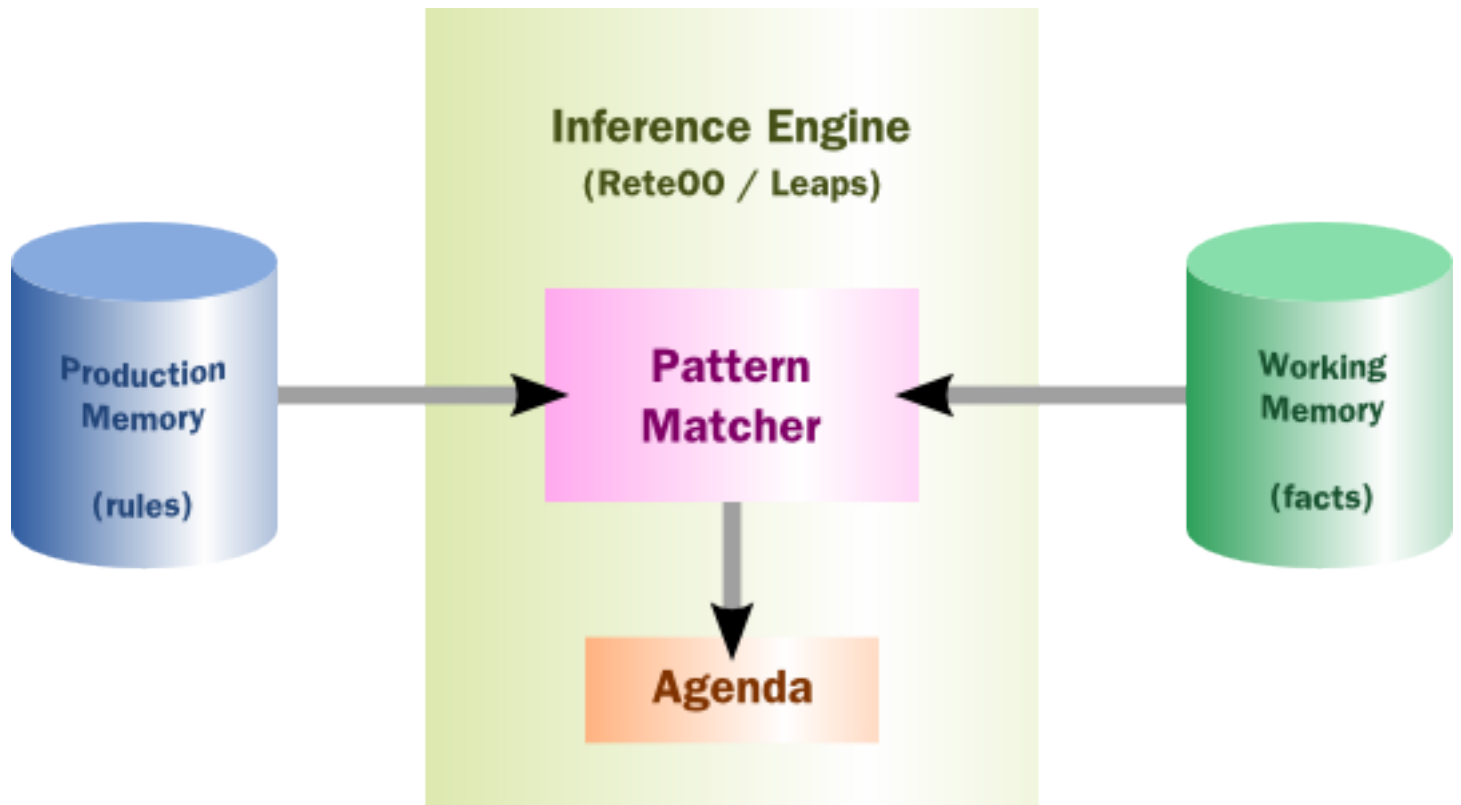 Inference Engine
(ReteOO / Leaps)
Production
Memory
(rules)
Pattern
Matcher
Working
Memory
(facts)
Agenda